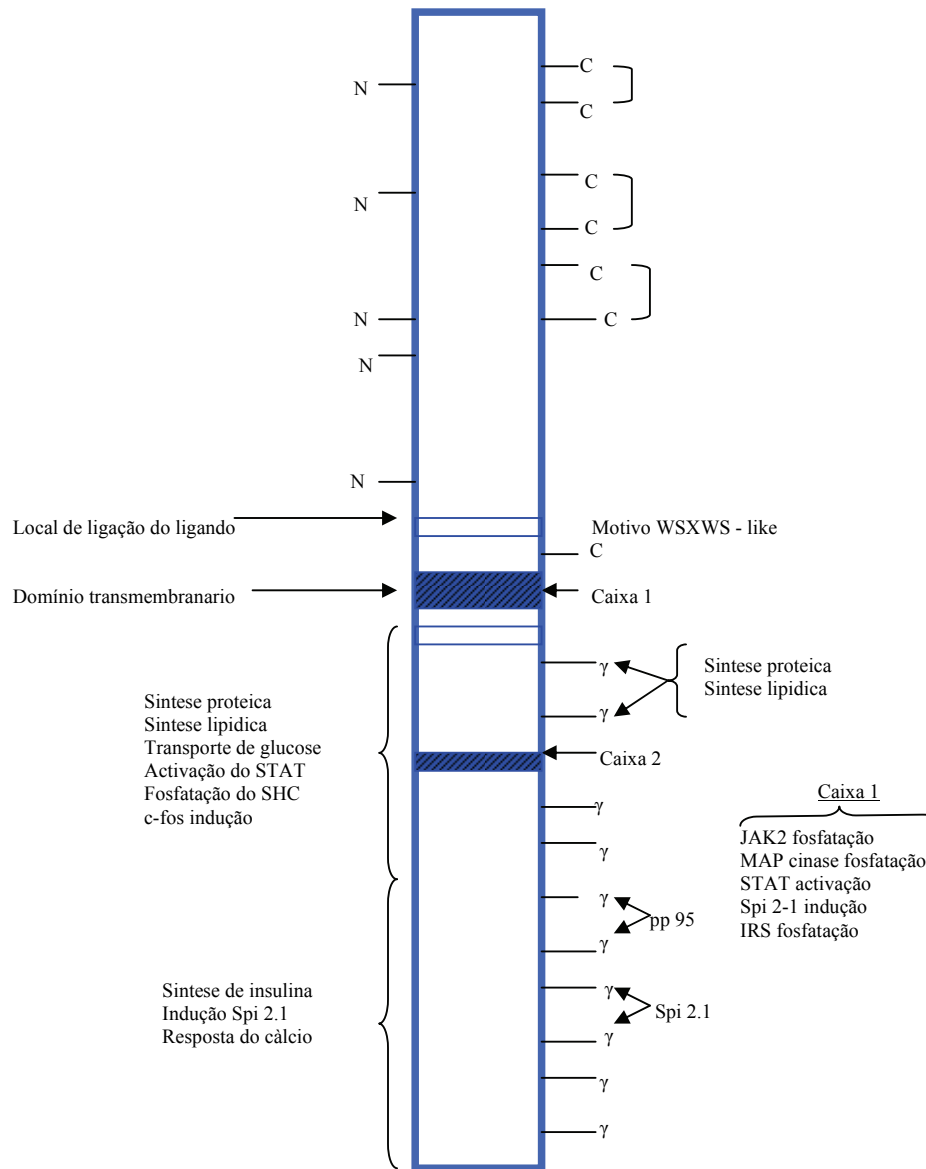 C
N
C
C
N
C
C
N
C
N
N
Local de ligação do ligando
Motivo WSXWS - like
C
Domínio transmembranario
Caixa 1
γ
Sintese proteica
Sintese lipidica
γ
Sintese proteica
Sintese lipidica
Transporte de glucose
Activação do STAT
Fosfatação do SHC
c-fos indução
Caixa 2
γ
γ
Caixa 1
JAK2 fosfatação
MAP cinase fosfatação
STAT activação
Spi 2-1 indução
IRS fosfatação
γ
pp 95
γ
Sintese de insulina
Indução Spi 2.1
Resposta do càlcio
γ
Spi 2.1
γ
γ
γ